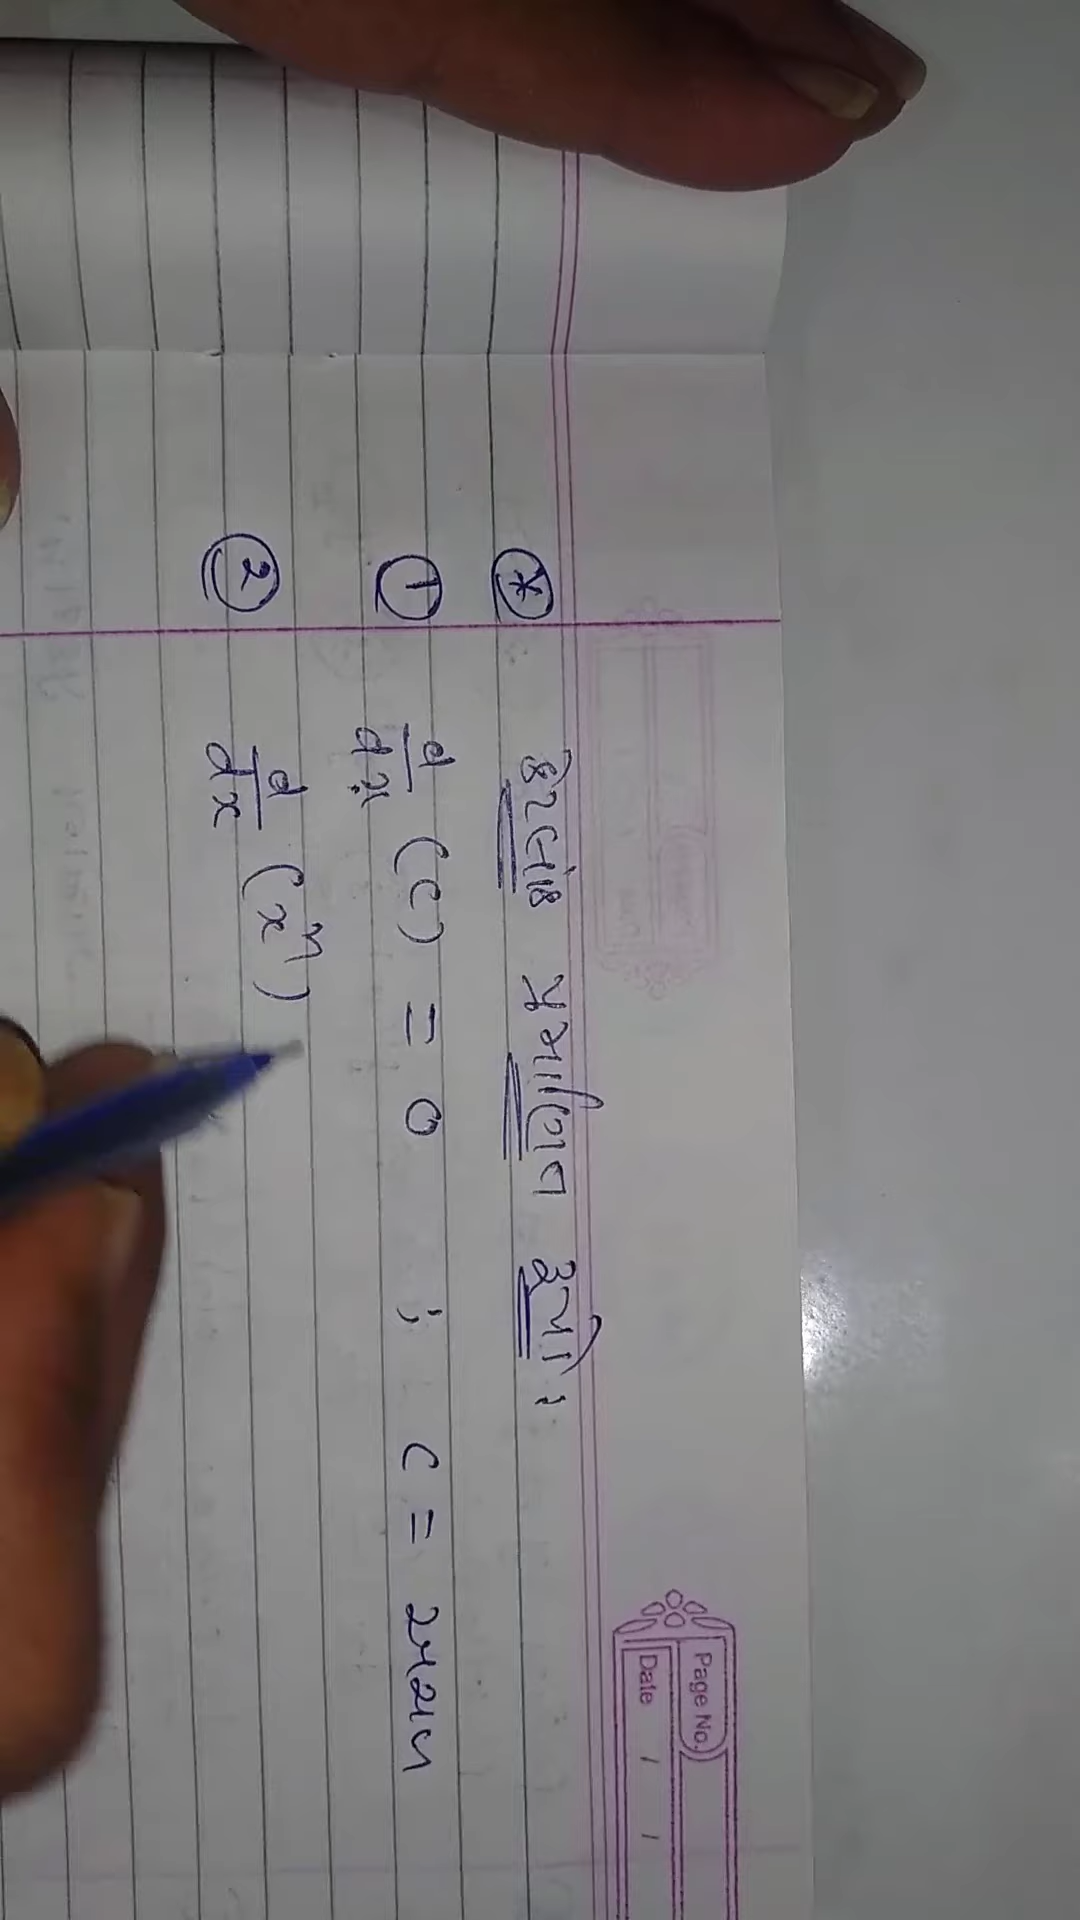 Page No.
Date / /
* કેટલાંક પ્રમાણિત રૂપો :
① d/dx (c) = 0 ; c = અચળ
② d/dx (xⁿ)